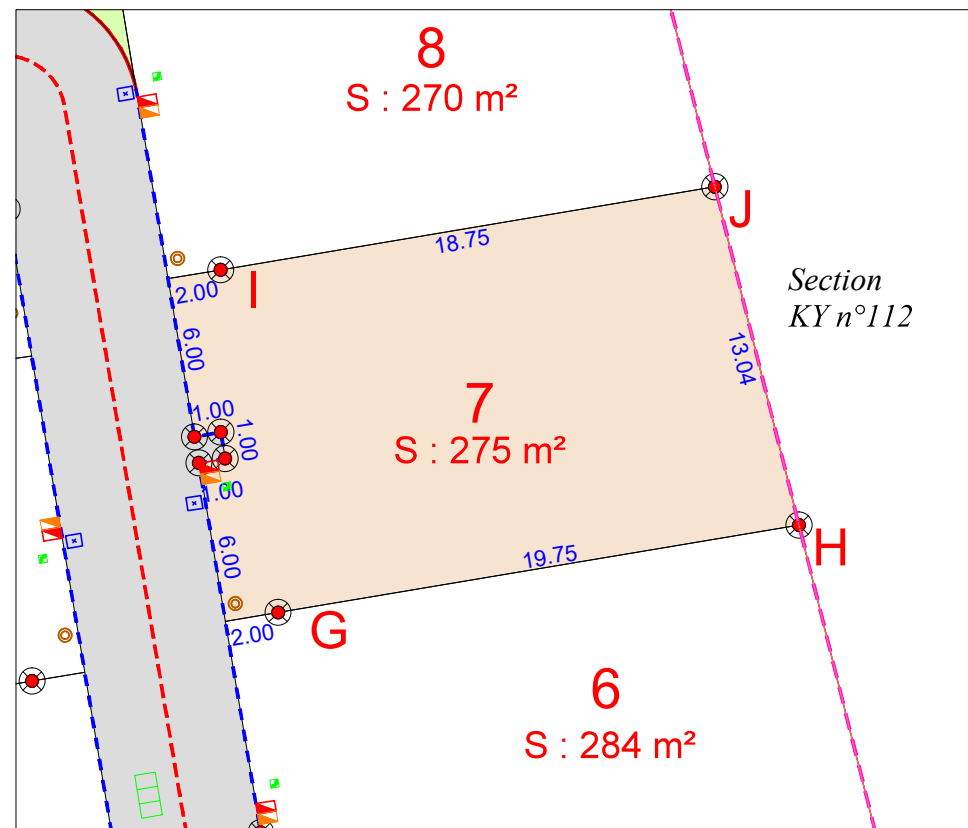 8
S : 270 m²
J
18.75
I
2.00
Section
KY n°112
6.00
13.04
7
S : 275 m²
1.00
1.00
1.00
6.00
19.75
H
G
2.00
6
S : 284 m²